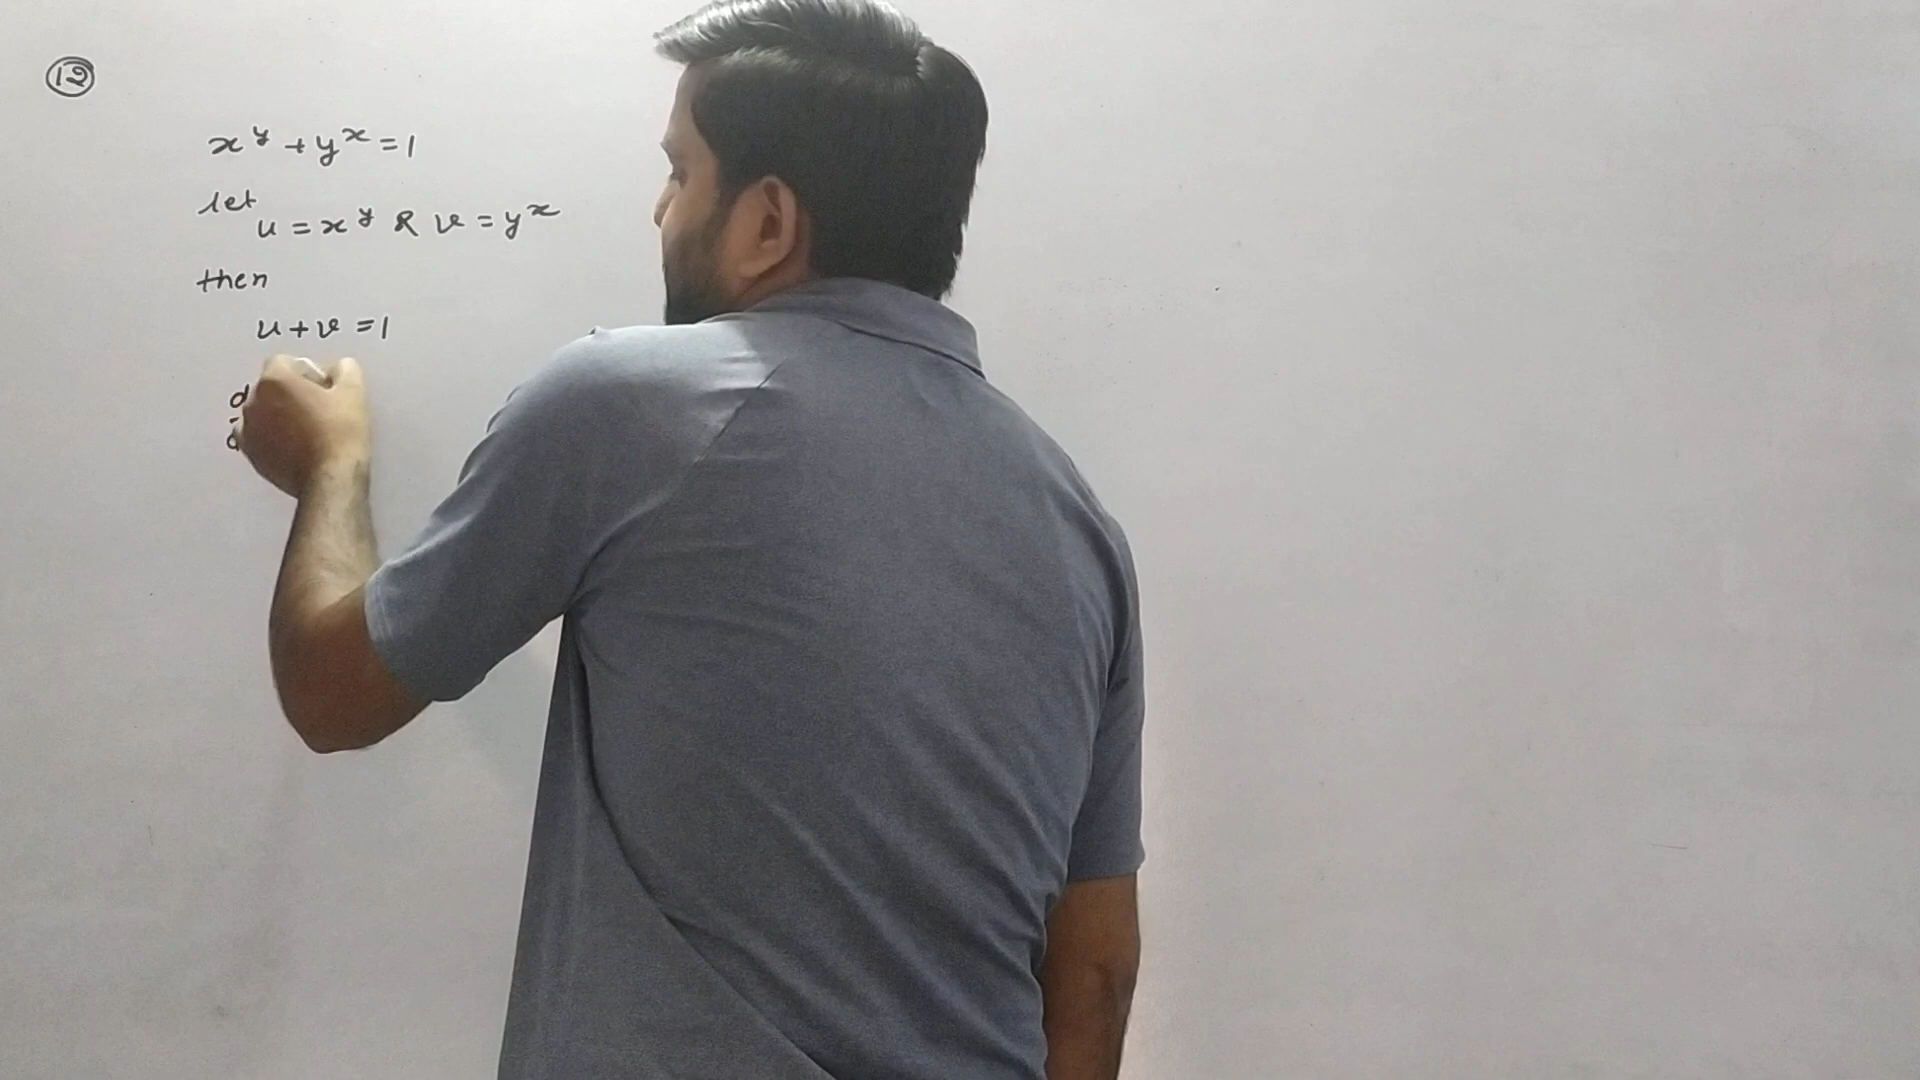 12
x^y + y^x = 1
let
u = x^y & v = y^x
then
u + v = 1
d
d